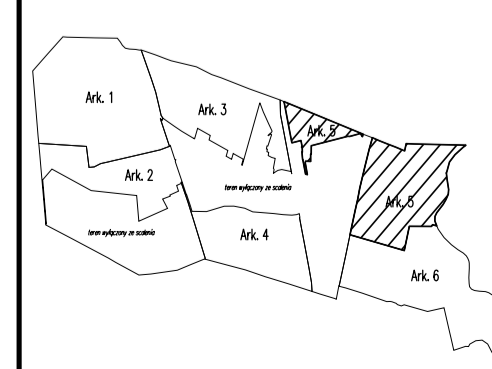 Ark. 1
Ark. 3
Ark. 5
Ark. 2
teren wyłączony ze scalenia
Ark. 5
teren wyłączony ze scalenia
Ark. 4
Ark. 6